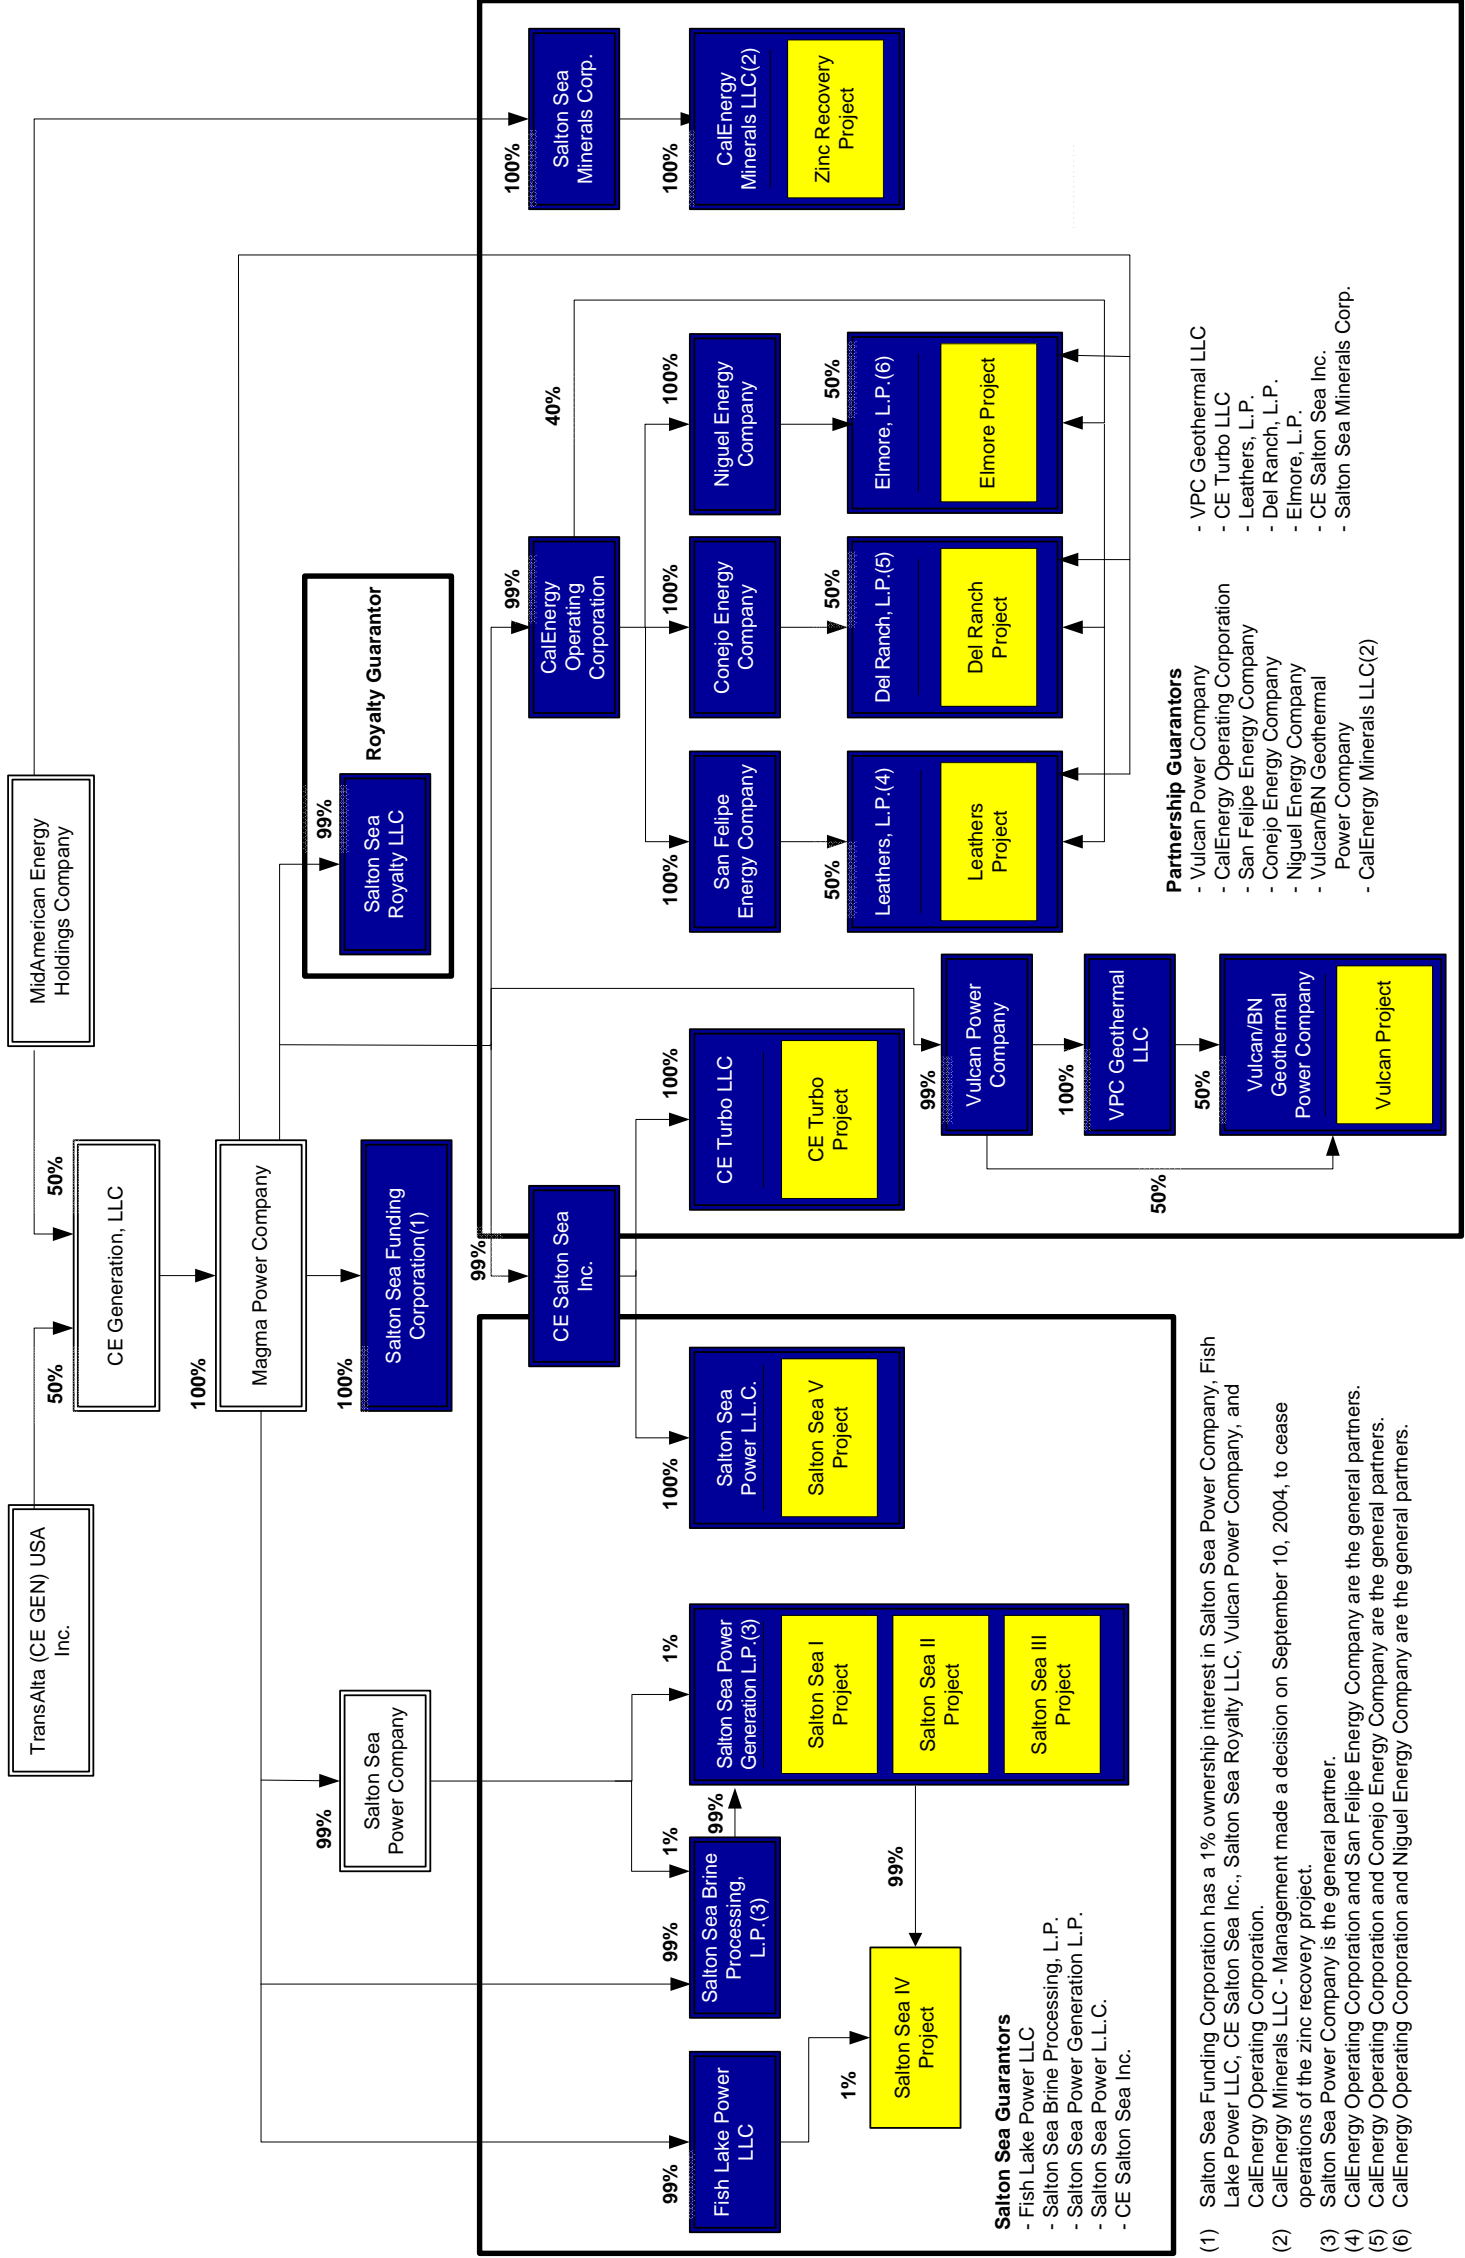 TransAlta (CE GEN) USA
Inc.
MidAmerican Energy
Holdings Company
50%
50%
CE Generation, LLC
100%
Magma Power Company
100%
Salton Sea Funding
Corporation(1)
99%
Salton Sea
Power Company
99%
Salton Sea
Royalty LLC
Royalty Guarantor
99%
Fish Lake Power
LLC
99%
1%
Salton Sea Brine
Processing,
L.P.(3)
99%
1%
Salton Sea Power
Generation L.P.(3)
Salton Sea I
Project
Salton Sea II
Project
Salton Sea III
Project
1%
99%
Salton Sea IV
Project
99%
CE Salton Sea
Inc.
100%
Salton Sea
Power L.L.C.
Salton Sea V
Project
100%
CE Turbo LLC
CE Turbo
Project
99%
Vulcan Power
Company
100%
VPC Geothermal
LLC
50%
50%
Vulcan/BN
Geothermal
Power Company
Vulcan Project
99%
CalEnergy
Operating
Corporation
40%
100%
San Felipe
Energy Company
100%
Conejo Energy
Company
100%
Niguel Energy
Company
50%
Leathers, L.P.(4)
Leathers
Project
50%
Del Ranch, L.P.(5)
Del Ranch
Project
50%
Elmore, L.P.(6)
Elmore Project
100%
Salton Sea
Minerals Corp.
100%
CalEnergy
Minerals LLC(2)
Zinc Recovery
Project
Salton Sea Guarantors
- Fish Lake Power LLC
- Salton Sea Brine Processing, L.P.
- Salton Sea Power Generation L.P.
- Salton Sea Power L.L.C.
- CE Salton Sea Inc.
Partnership Guarantors
- Vulcan Power Company
- CalEnergy Operating Corporation
- San Felipe Energy Company
- Conejo Energy Company
- Niguel Energy Company
- Vulcan/BN Geothermal
Power Company
- CalEnergy Minerals LLC(2)
- VPC Geothermal LLC
- CE Turbo LLC
- Leathers, L.P.
- Del Ranch, L.P.
- Elmore, L.P.
- CE Salton Sea Inc.
- Salton Sea Minerals Corp.
(1) Salton Sea Funding Corporation has a 1% ownership interest in Salton Sea Power Company, Fish
Lake Power LLC, CE Salton Sea Inc., Salton Sea Royalty LLC, Vulcan Power Company, and
CalEnergy Operating Corporation.
(2) CalEnergy Minerals LLC - Management made a decision on September 10, 2004, to cease
operations of the zinc recovery project.
(3) Salton Sea Power Company is the general partner.
(4) CalEnergy Operating Corporation and San Felipe Energy Company are the general partners.
(5) CalEnergy Operating Corporation and Conejo Energy Company are the general partners.
(6) CalEnergy Operating Corporation and Niguel Energy Company are the general partners.